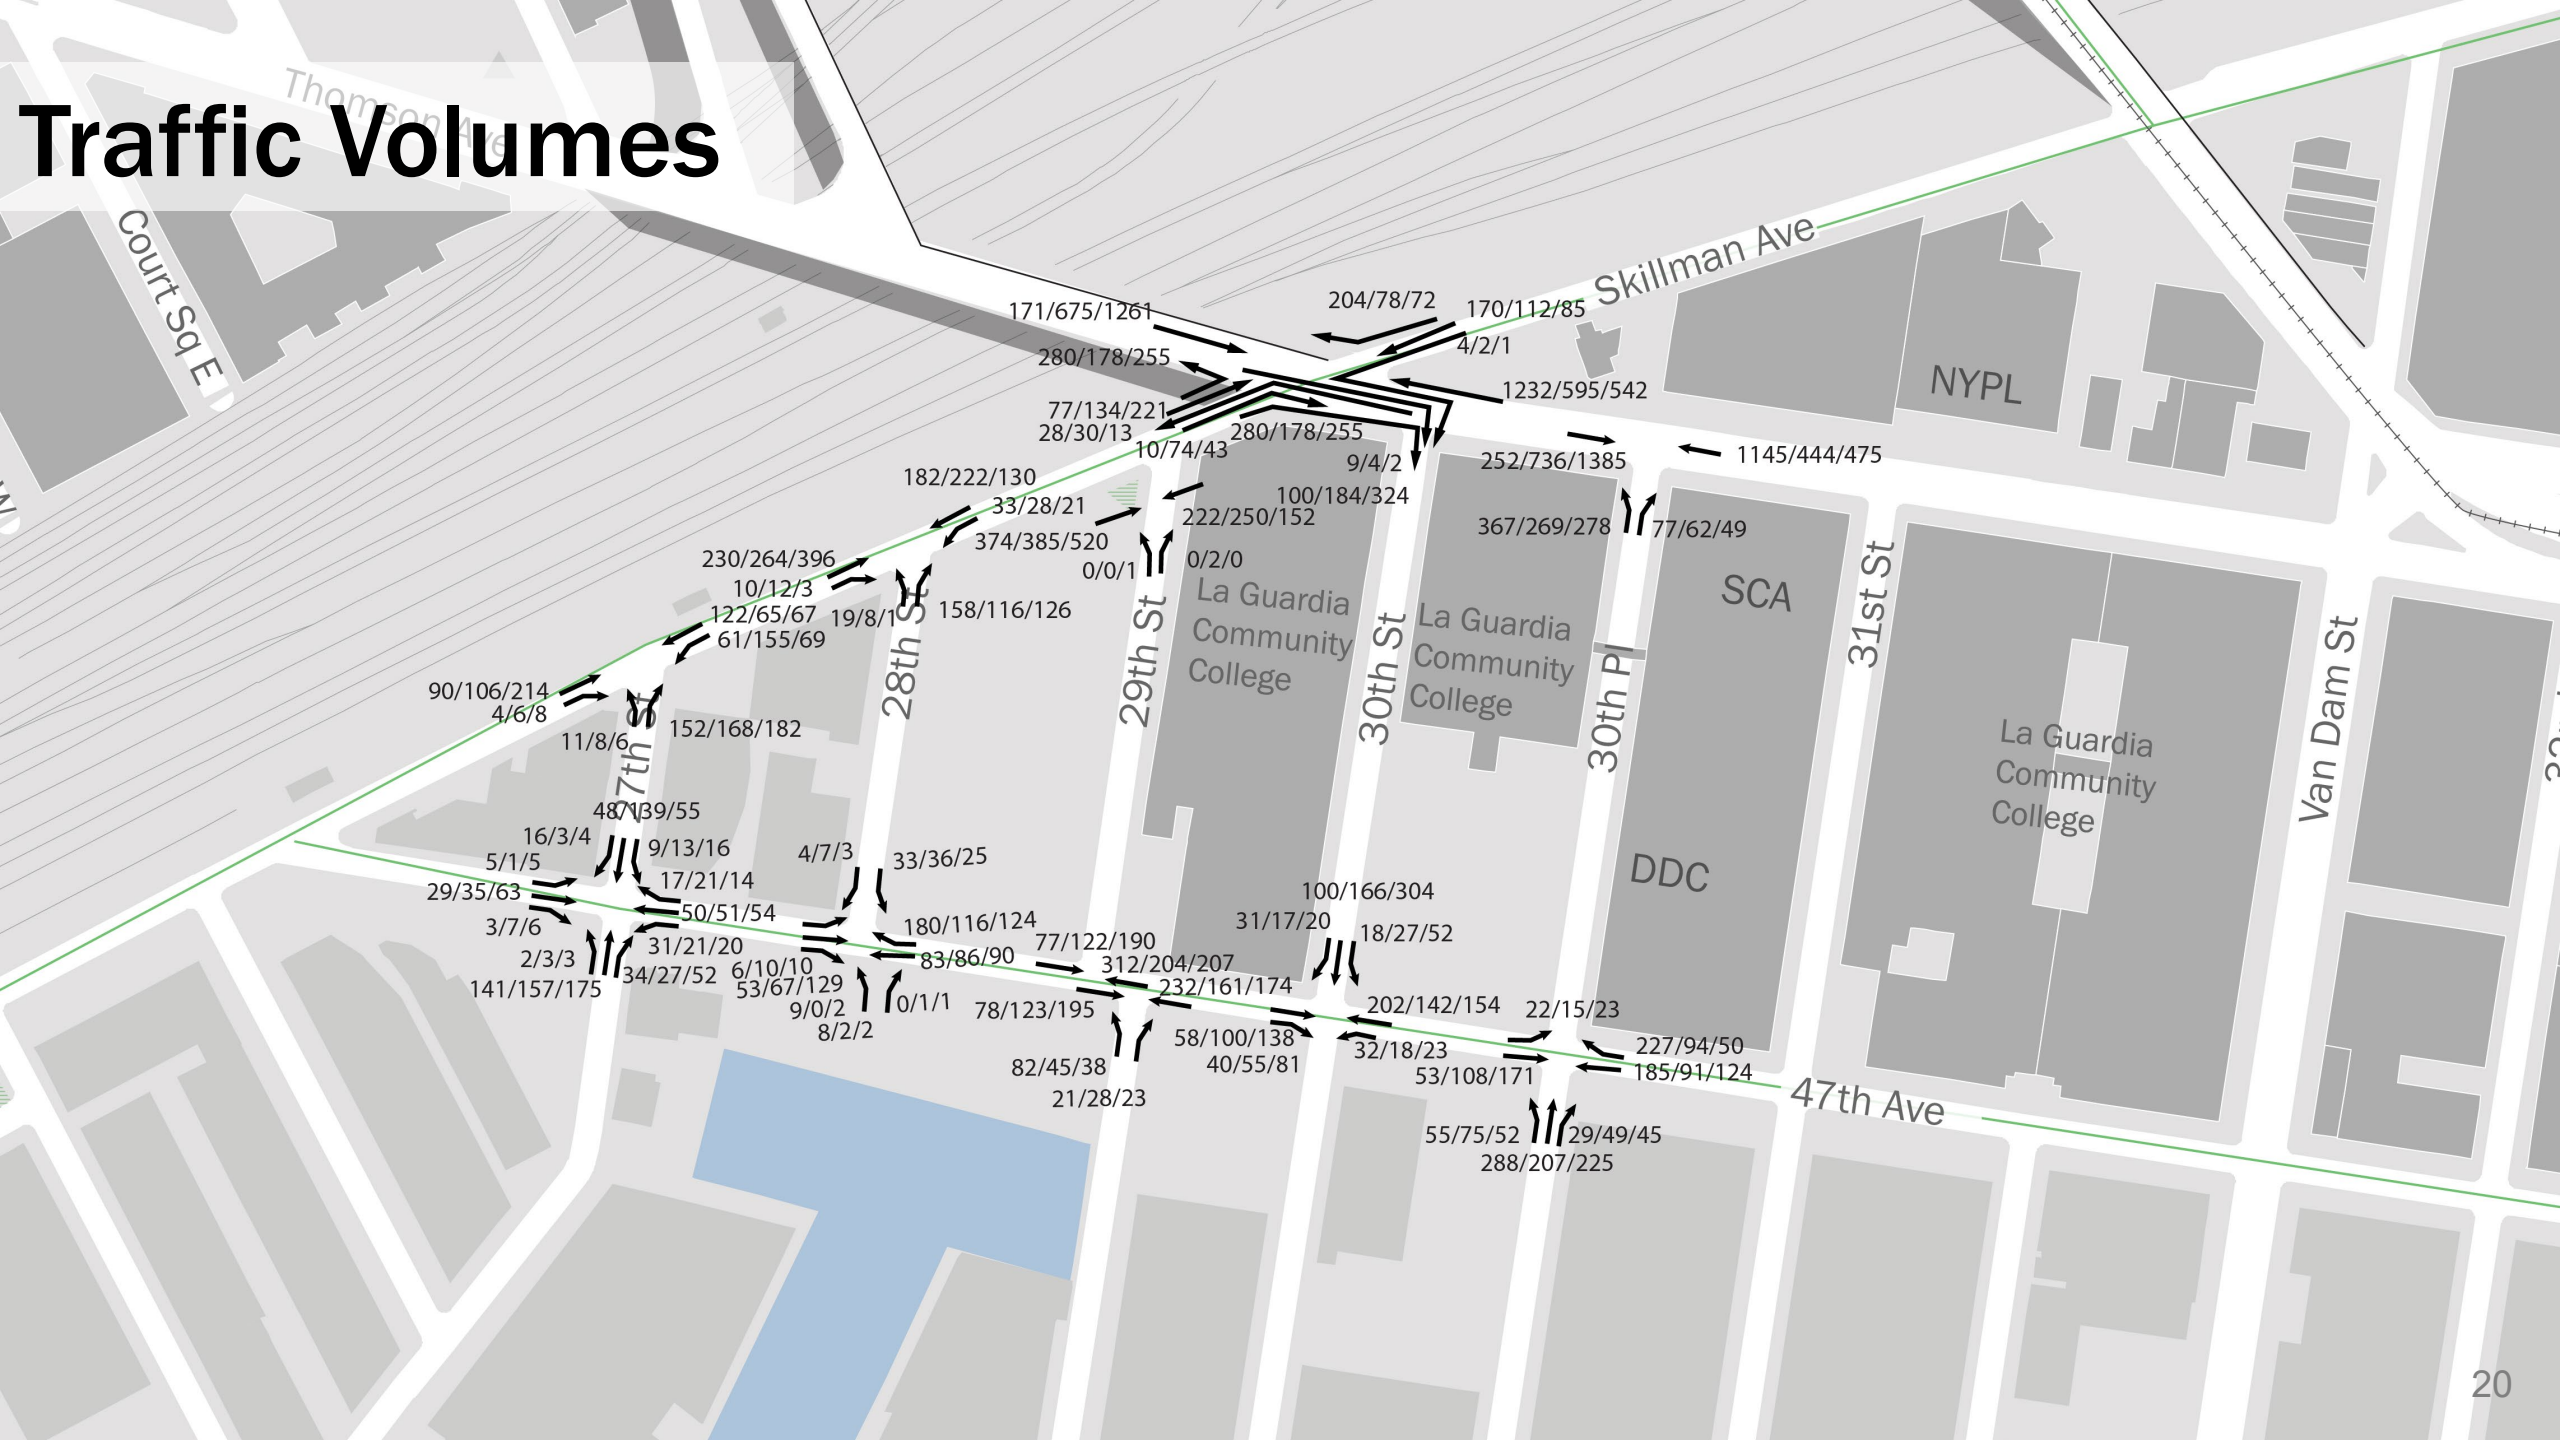 Thomson Ave
Traffic Volumes
Court Sq E
W
Skillman Ave
NYPL
204/78/72
171/675/1261
170/112/85
4/2/1
280/178/255
1232/595/542
77/134/221
28/30/13
280/178/255
10/74/43
9/4/2
252/736/1385
1145/444/475
182/222/130
33/28/21
100/184/324
222/250/152
367/269/278
77/62/49
374/385/520
230/264/396
0/0/1
0/2/0
10/12/3
122/65/67
19/8/1
158/116/126
61/155/69
La Guardia
Community
College
La Guardia
Community
College
SCA
28th St
29th St
30th St
30th Pl
31st St
Van Dam St
90/106/214
4/6/8
11/8/6
152/168/182
27th St
La Guardia
Community
College
48/139/55
16/3/4
9/13/16
5/1/5
4/7/3
33/36/25
17/21/14
29/35/63
50/51/54
3/7/6
31/21/20
2/3/3
34/27/52
141/157/175
180/116/124
83/86/90
6/10/10
53/67/129
9/0/2
0/1/1
8/2/2
DDC
100/166/304
31/17/20
18/27/52
77/122/190
312/204/207
232/161/174
78/123/195
202/142/154
22/15/23
58/100/138
40/55/81
32/18/23
53/108/171
227/94/50
185/91/124
82/45/38
21/28/23
47th Ave
55/75/52
29/49/45
288/207/225
20